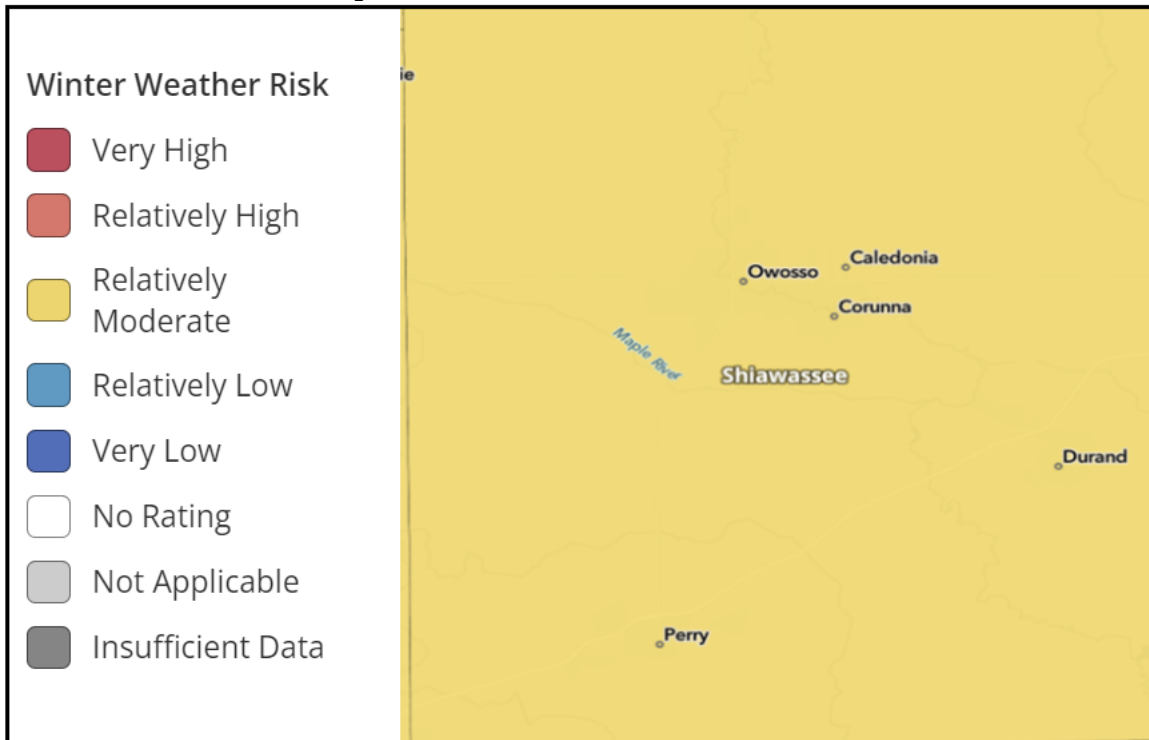 Winter Weather Risk
Very High
Relatively High
Relatively
Moderate
Relatively Low
Very Low
No Rating
Not Applicable
Insufficient Data
ie
Caledonia
Owosso
Corunna
Maple River
Shiawassee
Durand
Perry